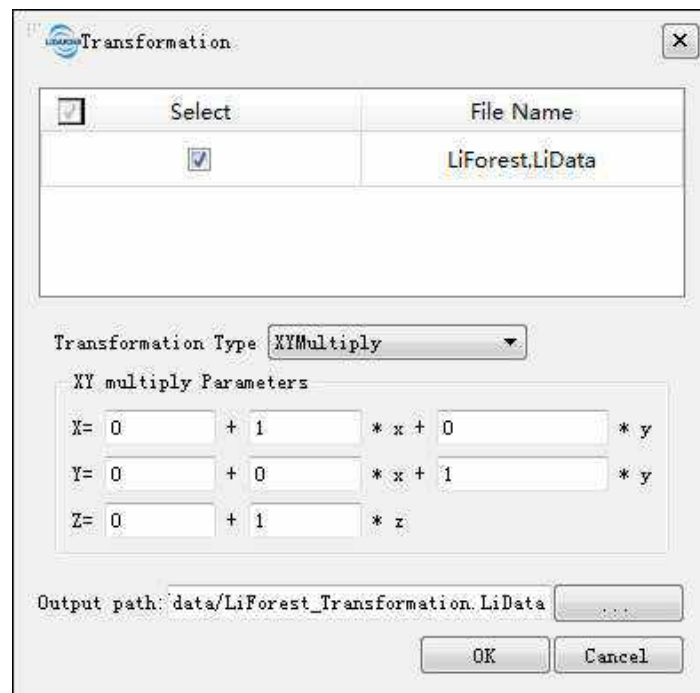 Transformation
Select File Name
LiForest.LiData
Transformation Type XYMultiply
XY multiply Parameters
X= 0 + 1 * x + 0 * y
Y= 0 + 0 * x + 1 * y
Z= 0 + 1 * z
Output path: data/LiForest_Transformation.LiData ...
OK Cancel